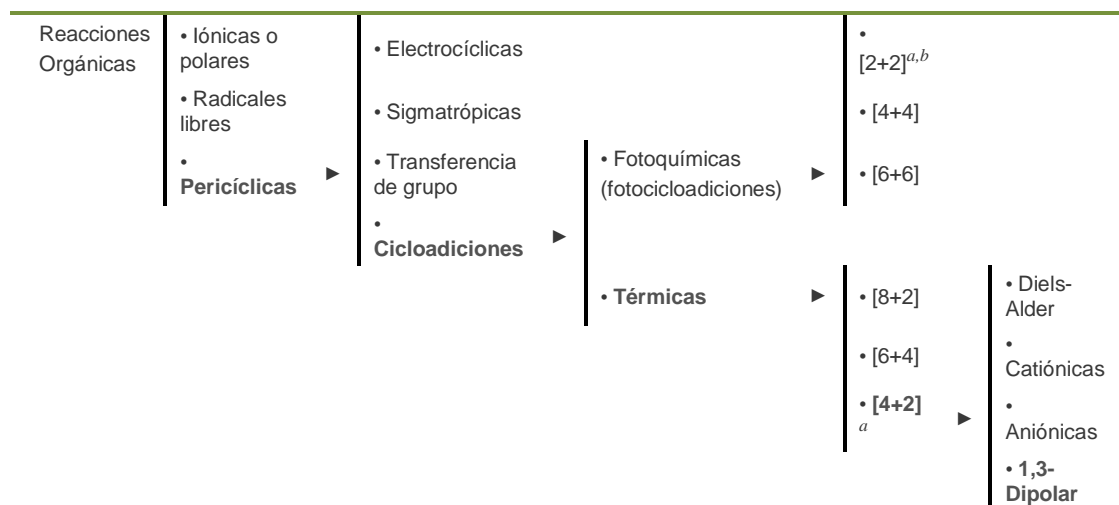 Reacciones
Orgánicas
• Iónicas o
polares
• Radicales
libres
•
Pericíclicas
►
• Electrocíclicas
• Sigmatrópicas
• Transferencia
de grupo
•
Cicloadiciones
►
• Fotoquímicas
(fotocicloadiciones)
►
• Térmicas
►
•
[2+2]a,b
• [4+4]
• [6+6]
• [8+2]
• [6+4]
• [4+2]
a
►
• Diels-
Alder
•
Catiónicas
•
Aniónicas
• 1,3-
Dipolar